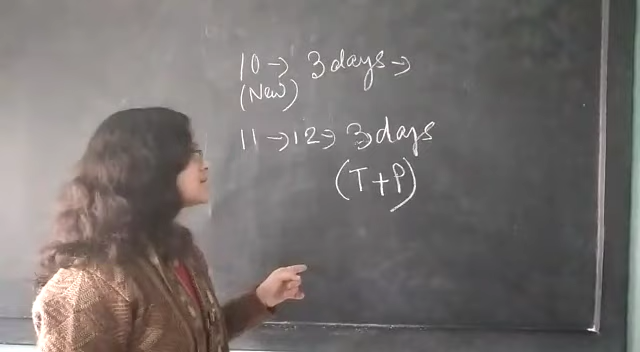 10 → 3 days →
(New)
11 → 12 → 3 days
(T+P)